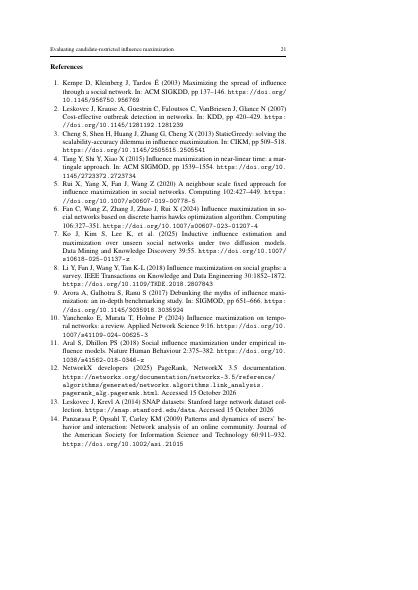 Evaluating candidate-restricted influence maximization 21
References
1. Kempe D, Kleinberg J, Tardos É (2003) Maximizing the spread of influence
through a social network. In: ACM SIGKDD, pp 137–146. https://doi.org/
10.1145/956750.956769
2. Leskovec J, Krause A, Guestrin C, Faloutsos C, VanBriesen J, Glance N (2007)
Cost-effective outbreak detection in networks. In: KDD, pp 420–429. https:
//doi.org/10.1145/1281192.1281239
3. Cheng S, Shen H, Huang J, Zhang G, Cheng X (2013) StaticGreedy: solving the
scalability-accuracy dilemma in influence maximization. In: CIKM, pp 509–518.
https://doi.org/10.1145/2505515.2505541
4. Tang Y, Shi Y, Xiao X (2015) Influence maximization in near-linear time: a mar-
tingale approach. In: ACM SIGMOD, pp 1539–1554. https://doi.org/10.
1145/2723372.2723734
5. Rui X, Yang X, Fan J, Wang Z (2020) A neighbour scale fixed approach for
influence maximization in social networks. Computing 102:427–449. https:
//doi.org/10.1007/s00607-019-00778-5
6. Fan C, Wang Z, Zhang J, Zhao J, Rui X (2024) Influence maximization in so-
cial networks based on discrete harris hawks optimization algorithm. Computing
106:327–351. https://doi.org/10.1007/s00607-023-01207-4
7. Ko J, Kim S, Lee K, et al. (2025) Inductive influence estimation and
maximization over unseen social networks under two diffusion models.
Data Mining and Knowledge Discovery 39:55. https://doi.org/10.1007/
s10618-025-01137-z
8. Li Y, Fan J, Wang Y, Tan K-L (2018) Influence maximization on social graphs: a
survey. IEEE Transactions on Knowledge and Data Engineering 30:1852–1872.
https://doi.org/10.1109/TKDE.2018.2807843
9. Arora A, Galhotra S, Ranu S (2017) Debunking the myths of influence maxi-
mization: an in-depth benchmarking study. In: SIGMOD, pp 651–666. https:
//doi.org/10.1145/3035918.3035924
10. Yanchenko E, Murata T, Holme P (2024) Influence maximization on tempo-
ral networks: a review. Applied Network Science 9:16. https://doi.org/10.
1007/s41109-024-00625-3
11. Aral S, Dhillon PS (2018) Social influence maximization under empirical in-
fluence models. Nature Human Behaviour 2:375–382. https://doi.org/10.
1038/s41562-018-0346-z
12. NetworkX developers (2025) PageRank, NetworkX 3.5 documentation.
https://networkx.org/documentation/networkx-3.5/reference/
algorithms/generated/networkx.algorithms.link_analysis.
pagerank_alg.pagerank.html. Accessed 15 October 2026
13. Leskovec J, Krevl A (2014) SNAP datasets: Stanford large network dataset col-
lection. https://snap.stanford.edu/data. Accessed 15 October 2026
14. Panzarasa P, Opsahl T, Carley KM (2009) Patterns and dynamics of users' be-
havior and interaction: Network analysis of an online community. Journal of
the American Society for Information Science and Technology 60:911–932.
https://doi.org/10.1002/asi.21015